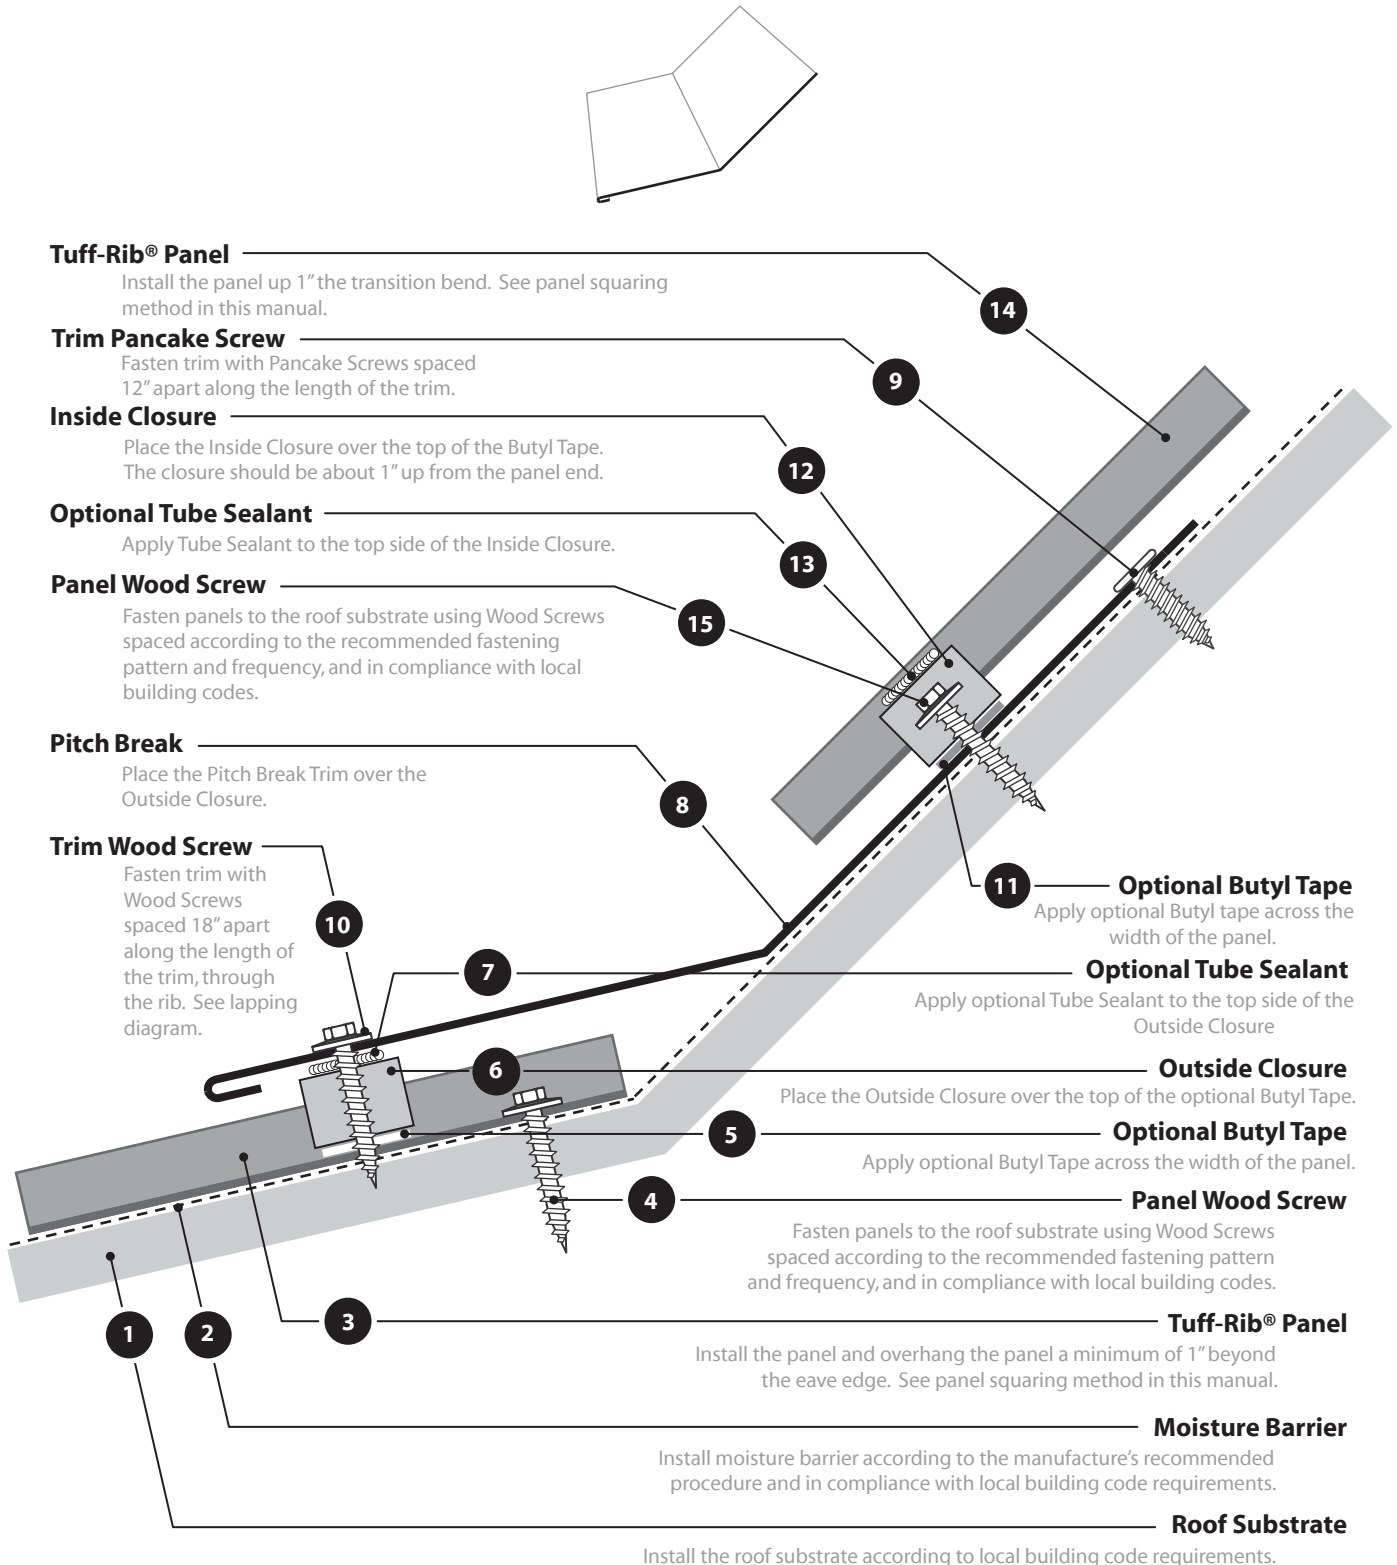 Tuff-Rib® Panel
Install the panel up 1” the transition bend. See panel squaring
method in this manual.
14
Trim Pancake Screw
Fasten trim with Pancake Screws spaced
12” apart along the length of the trim.
9
Inside Closure
Place the Inside Closure over the top of the Butyl Tape.
The closure should be about 1” up from the panel end.
12
Optional Tube Sealant
Apply Tube Sealant to the top side of the Inside Closure.
13
Panel Wood Screw
Fasten panels to the roof substrate using Wood Screws
spaced according to the recommended fastening
pattern and frequency, and in compliance with local
building codes.
15
Pitch Break
Place the Pitch Break Trim over the
Outside Closure.
8
Trim Wood Screw
Fasten trim with
Wood Screws
spaced 18” apart
along the length of
the trim, through
the rib. See lapping
diagram.
10
11
Optional Butyl Tape
Apply optional Butyl tape across the
width of the panel.
7
Optional Tube Sealant
Apply optional Tube Sealant to the top side of the
Outside Closure
6
Outside Closure
Place the Outside Closure over the top of the optional Butyl Tape.
5
Optional Butyl Tape
Apply optional Butyl Tape across the width of the panel.
4
Panel Wood Screw
Fasten panels to the roof substrate using Wood Screws
spaced according to the recommended fastening pattern
and frequency, and in compliance with local building codes.
3
Tuff-Rib® Panel
Install the panel and overhang the panel a minimum of 1” beyond
the eave edge. See panel squaring method in this manual.
2
Moisture Barrier
Install moisture barrier according to the manufacture’s recommended
procedure and in compliance with local building code requirements.
1
Roof Substrate
Install the roof substrate according to local building code requirements.